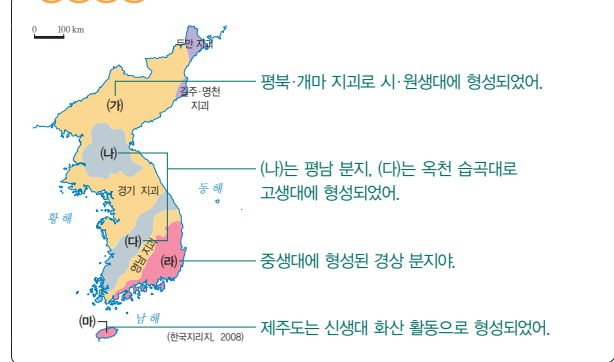 0 100 km
두만 지괴
길주·명천
지괴
(가)
평북·개마 지괴로 시·원생대에 형성되었어.
(나)
(나)는 평남 분지, (다)는 옥천 습곡대로
고생대에 형성되었어.
경기 지괴
동해
황해
(다)
영남 지괴
(라)
중생대에 형성된 경상 분지야.
(마)
남해
(한국지리지, 2008)
제주도는 신생대 화산 활동으로 형성되었어.